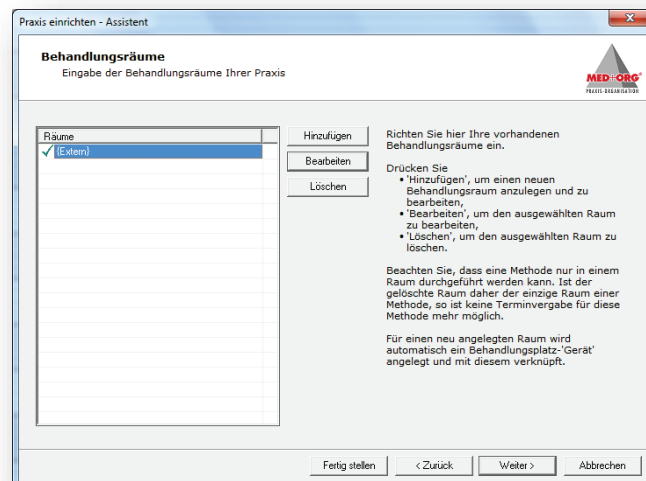 Praxis einrichten - Assistent
Behandlungsräume
Eingabe der Behandlungsräume Ihrer Praxis
MED+ORG®
PRAXIS-ORGANISATION
Räume
{Extern}
Hinzufügen
Bearbeiten
Löschen
Richten Sie hier Ihre vorhandenen
Behandlungsräume ein.
Drücken Sie
• 'Hinzufügen', um einen neuen
Behandlungsraum anzulegen und zu
bearbeiten,
• 'Bearbeiten', um den ausgewählten Raum
zu bearbeiten,
• 'Löschen', um den ausgewählten Raum zu
löschen.
Beachten Sie, dass eine Methode nur in einem
Raum durchgeführt werden kann. Ist der
gelöschte Raum daher der einzige Raum einer
Methode, so ist keine Terminvergabe für diese
Methode mehr möglich.
Für einen neu angelegten Raum wird
automatisch ein Behandlungsplatz-'Gerät'
angelegt und mit diesem verknüpft.
Fertig stellen
< Zurück
Weiter >
Abbrechen